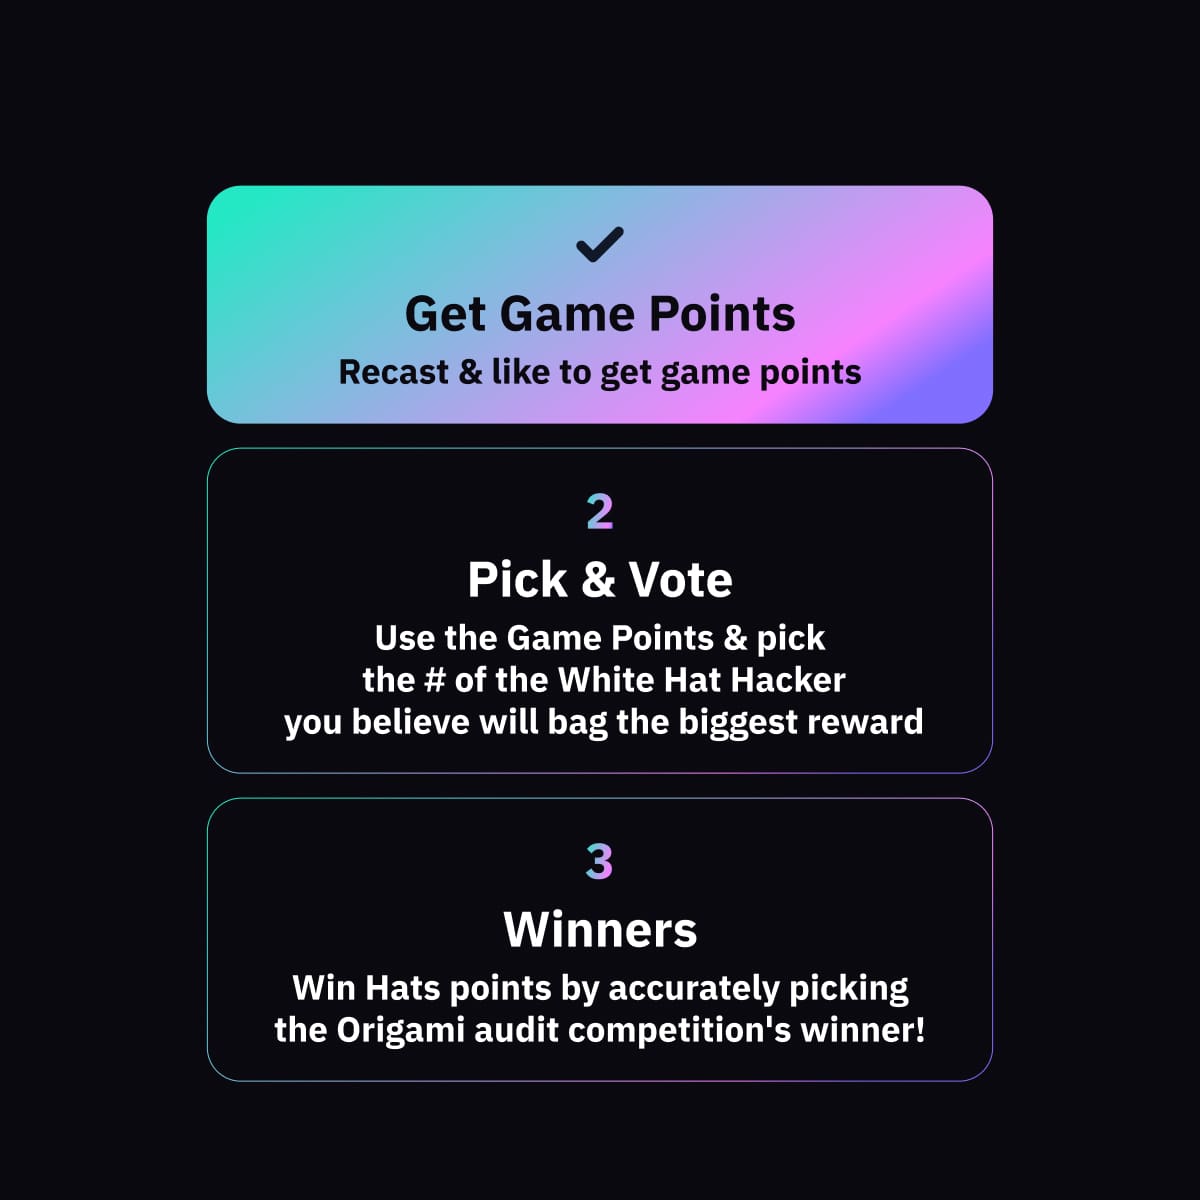 Get Game Points
Recast & like to get game points
2
Pick & Vote
Use the Game Points & pick
the # of the White Hat Hacker
you believe will bag the biggest reward
3
Winners
Win Hats points by accurately picking
the Origami audit competition's winner!